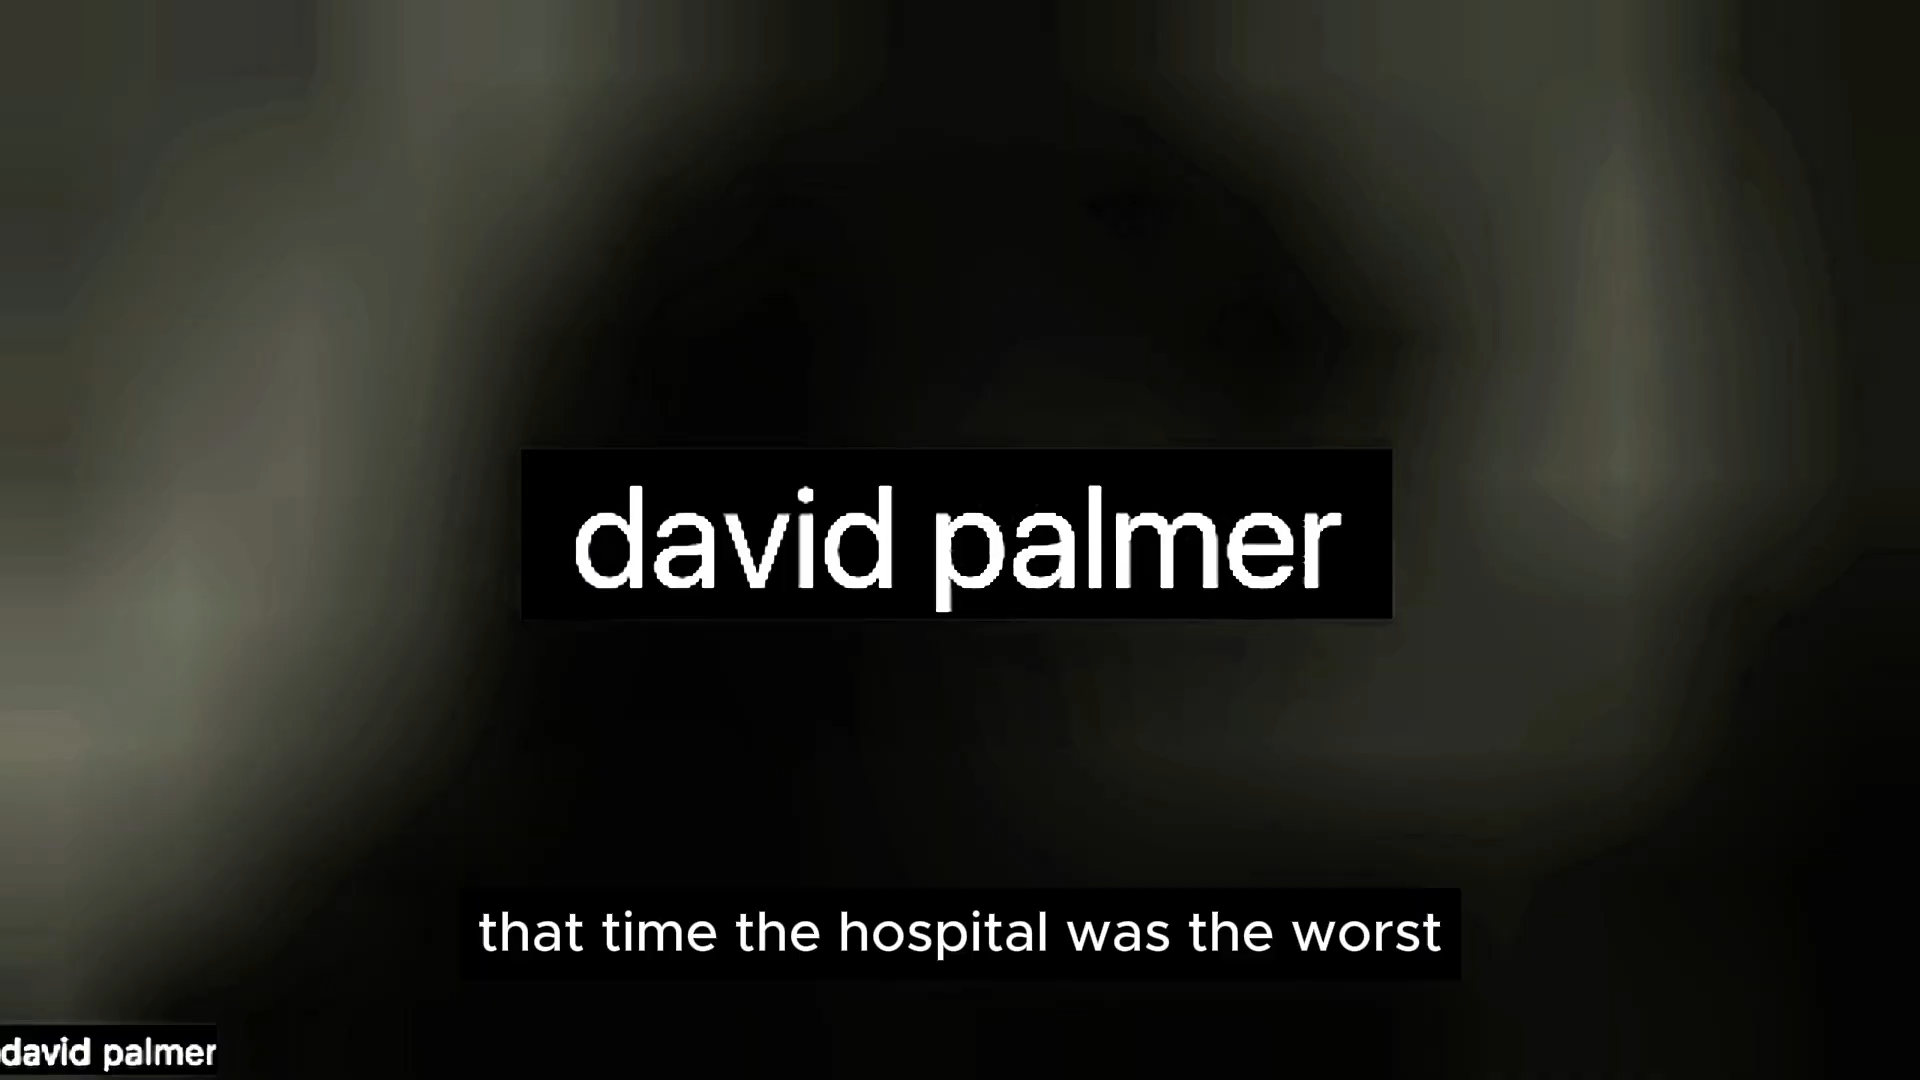 david palmer
that time the hospital was the worst
david palmer